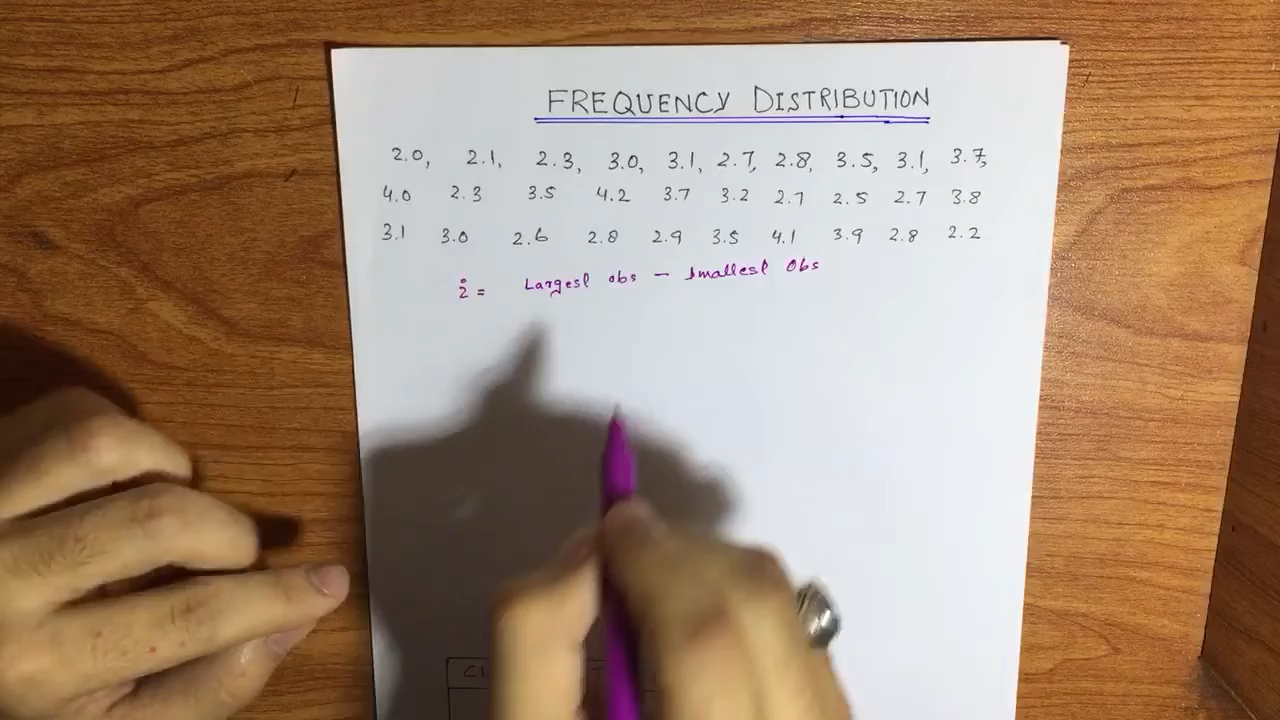 FREQUENCY DISTRIBUTION
2.0, 2.1, 2.3, 3.0, 3.1, 2.7, 2.8, 3.5, 3.1, 3.7,
4.0 2.3 3.5 4.2 3.7 3.2 2.7 2.5 2.7 3.8
3.1 3.0 2.6 2.8 2.9 3.5 4.1 3.9 2.8 2.2
i = Largest obs - Smallest Obs